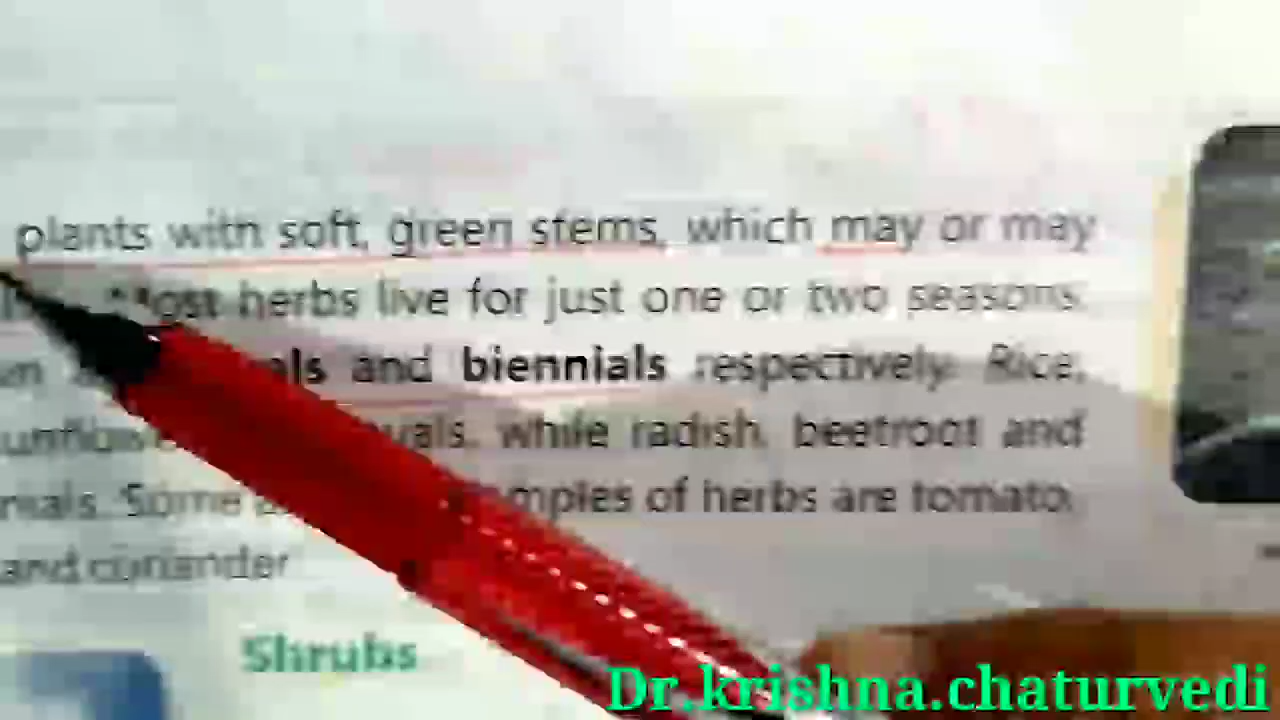 plants with soft, green stems, which may or may
Most herbs live for just one or two seasons.
and biennials respectively. Rice,
while radish, beetroot and
Some of herbs are tomato,
and coriander
Shrubs
Dr.krishna.chaturvedi